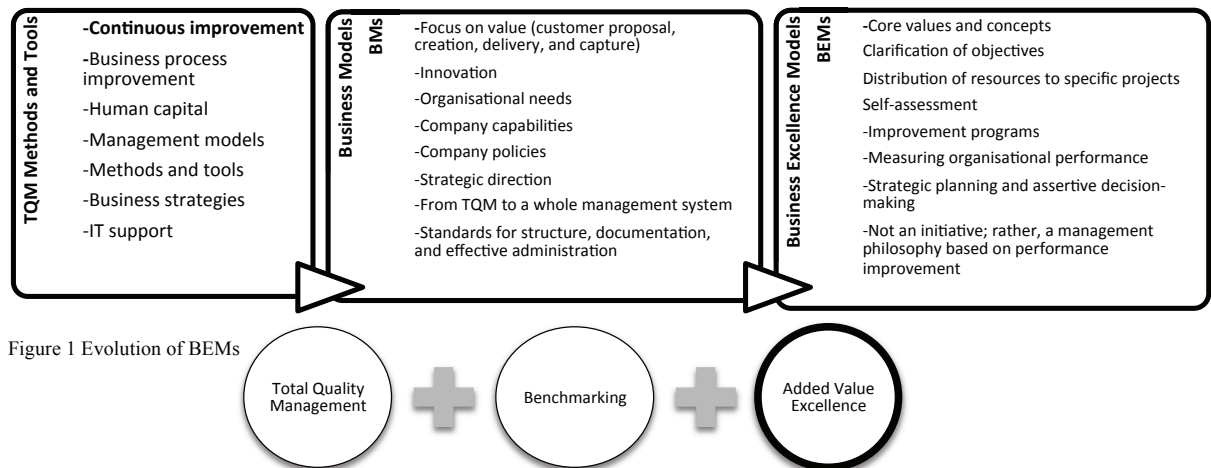 TQM Methods and Tools
-Continuous improvement
-Business process
improvement
-Human capital
-Management models
-Methods and tools
-Business strategies
-IT support
Business Models
BMs
-Focus on value (customer proposal,
creation, delivery, and capture)
-Innovation
-Organisational needs
-Company capabilities
-Company policies
-Strategic direction
-From TQM to a whole management system
-Standards for structure, documentation,
and effective administration
Business Excellence Models
BEMs
-Core values and concepts
Clarification of objectives
Distribution of resources to specific projects
Self-assessment
-Improvement programs
-Measuring organisational performance
-Strategic planning and assertive decision-
making
-Not an initiative; rather, a management
philosophy based on performance
improvement
Figure 1 Evolution of BEMs
Total Quality
Management
Benchmarking
Added Value
Excellence